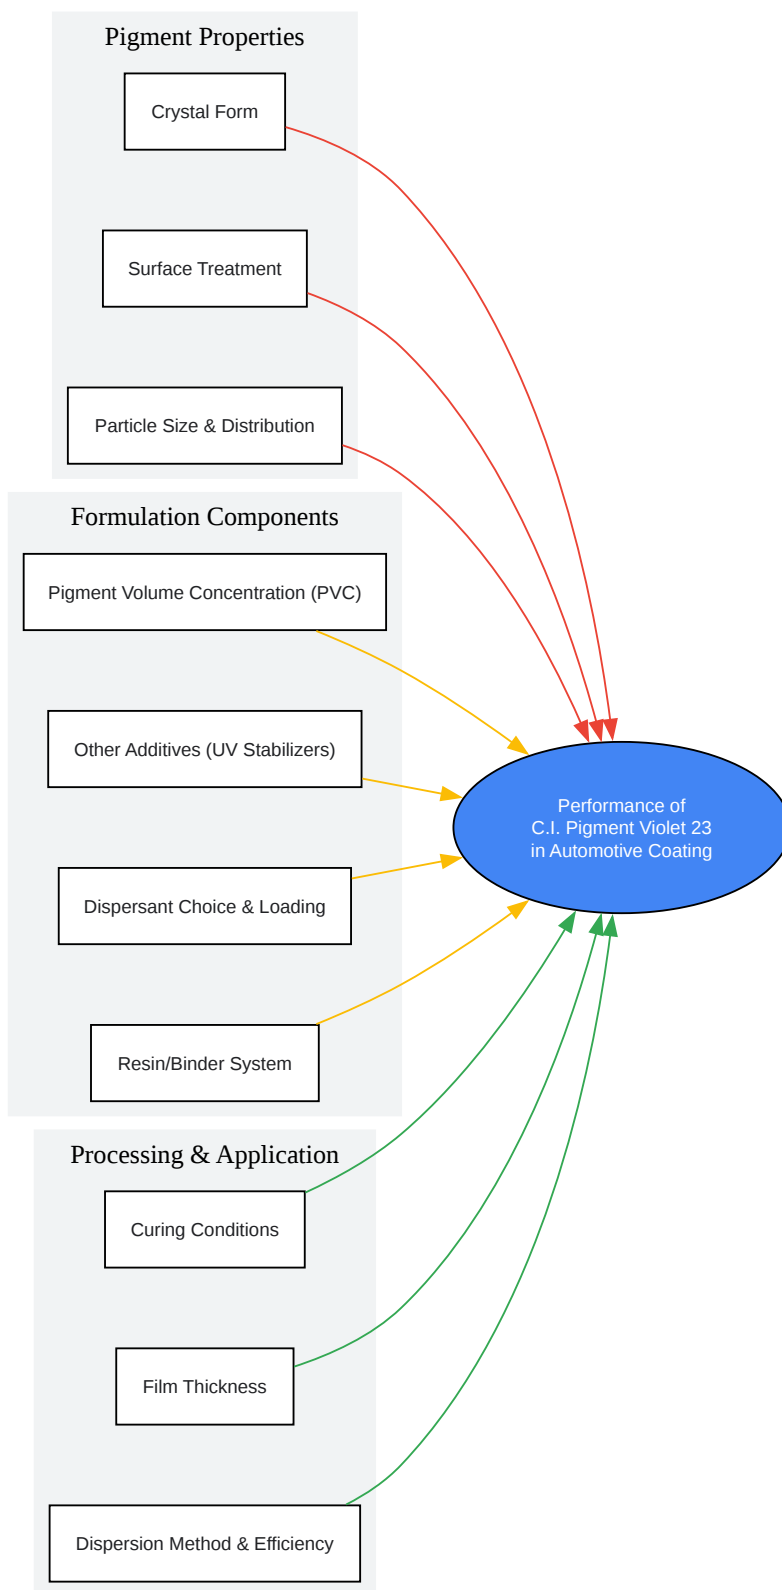 Pigment Properties
Crystal Form
Surface Treatment
Particle Size & Distribution
Formulation Components
Pigment Volume Concentration (PVC)
Other Additives (UV Stabilizers)
Dispersant Choice & Loading
Resin/Binder System
Processing & Application
Curing Conditions
Film Thickness
Dispersion Method & Efficiency
Performance of
C.I. Pigment Violet 23
in Automotive Coating